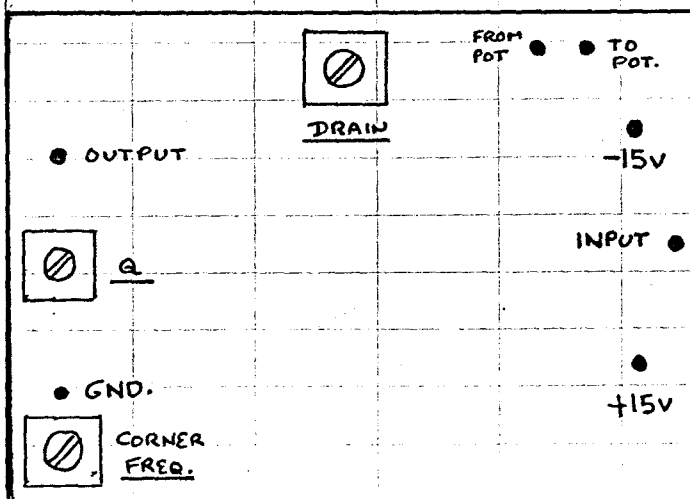 FROM
POT
TO
POT.
DRAIN
OUTPUT
-15V
INPUT
Q
GND.
+15V
CORNER
FREQ.